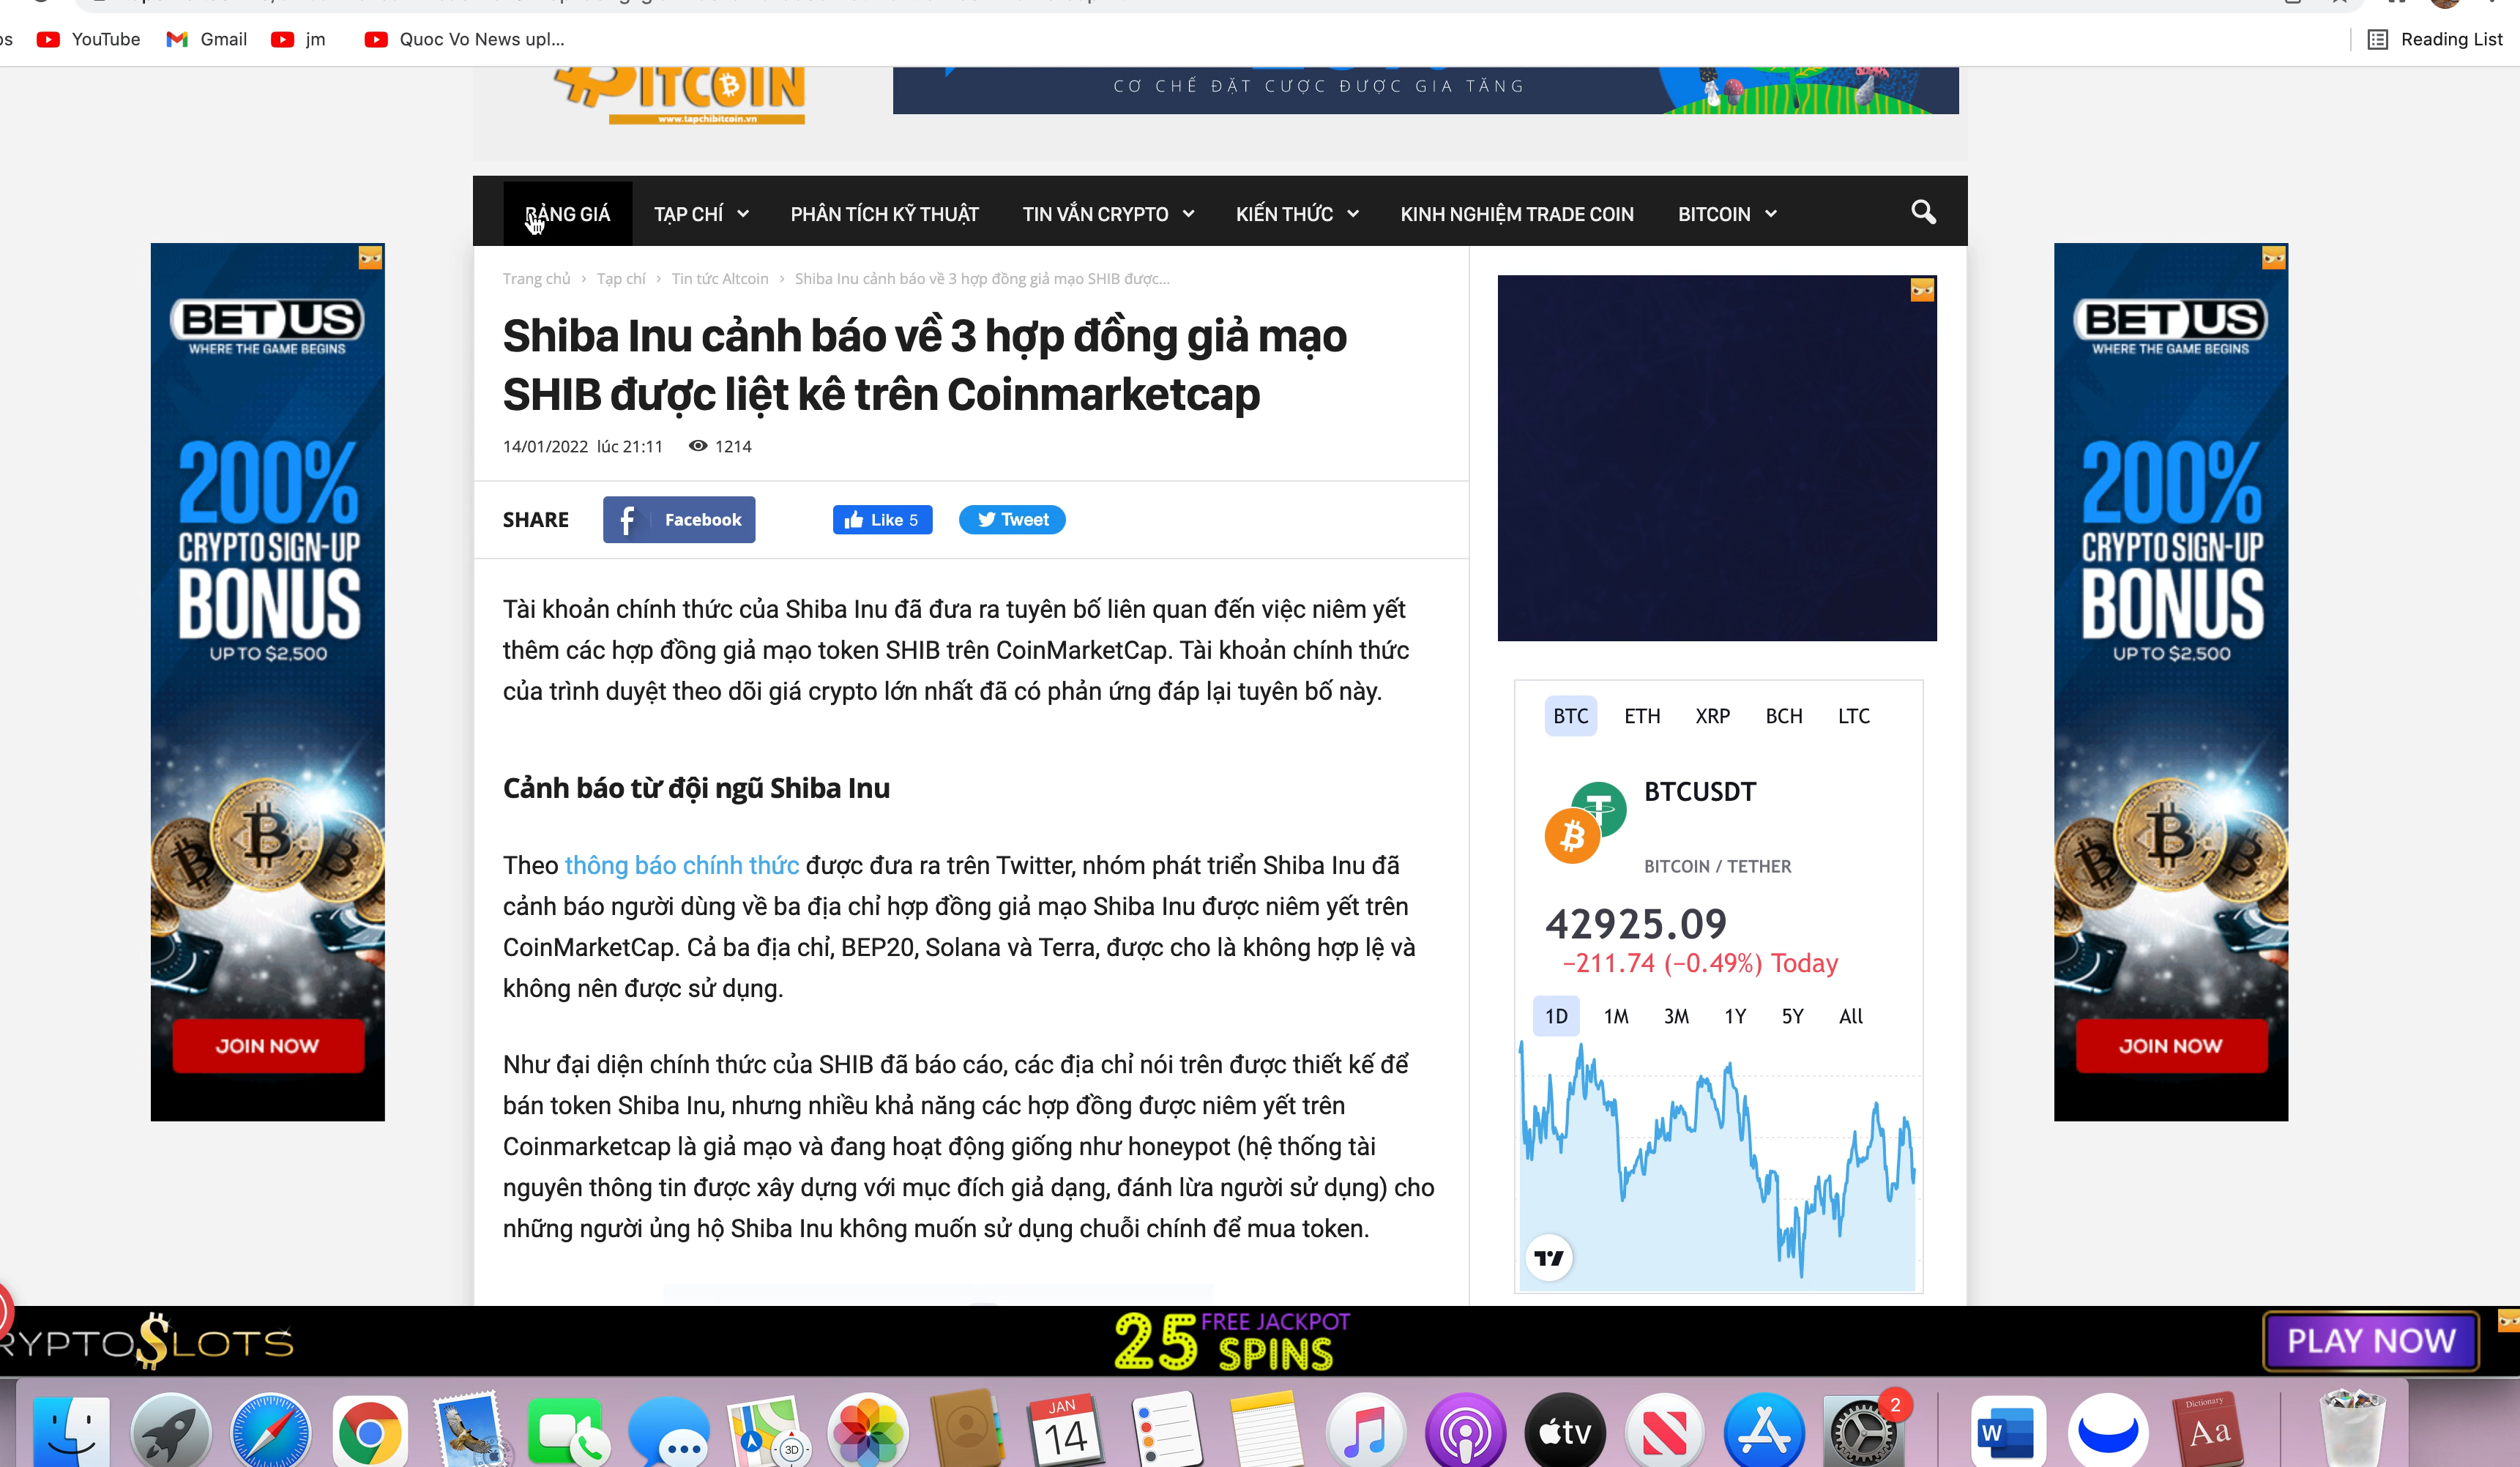 YouTube
Gmail
jm
Quoc Vo News upl...
Reading List
BITCOIN
www.tapchibitcoin.vn
CƠ CHẾ ĐẶT CƯỢC ĐƯỢC GIA TĂNG
BẢNG GIÁ
TẠP CHÍ
PHÂN TÍCH KỸ THUẬT
TIN VẮN CRYPTO
KIẾN THỨC
KINH NGHIỆM TRADE COIN
BITCOIN
Trang chủ › Tạp chí › Tin tức Altcoin › Shiba Inu cảnh báo về 3 hợp đồng giả mạo SHIB được...
Shiba Inu cảnh báo về 3 hợp đồng giả mạo
SHIB được liệt kê trên Coinmarketcap
14/01/2022 lúc 21:11 1214
SHARE
Facebook
Like 5
Tweet
Tài khoản chính thức của Shiba Inu đã đưa ra tuyên bố liên quan đến việc niêm yết
thêm các hợp đồng giả mạo token SHIB trên CoinMarketCap. Tài khoản chính thức
của trình duyệt theo dõi giá crypto lớn nhất đã có phản ứng đáp lại tuyên bố này.
Cảnh báo từ đội ngũ Shiba Inu
Theo thông báo chính thức được đưa ra trên Twitter, nhóm phát triển Shiba Inu đã
cảnh báo người dùng về ba địa chỉ hợp đồng giả mạo Shiba Inu được niêm yết trên
CoinMarketCap. Cả ba địa chỉ, BEP20, Solana và Terra, được cho là không hợp lệ và
không nên được sử dụng.
Như đại diện chính thức của SHIB đã báo cáo, các địa chỉ nói trên được thiết kế để
bán token Shiba Inu, nhưng nhiều khả năng các hợp đồng được niêm yết trên
Coinmarketcap là giả mạo và đang hoạt động giống như honeypot (hệ thống tài
nguyên thông tin được xây dựng với mục đích giả dạng, đánh lừa người sử dụng) cho
những người ủng hộ Shiba Inu không muốn sử dụng chuỗi chính để mua token.
BETUS
WHERE THE GAME BEGINS
200%
CRYPTO SIGN-UP
BONUS
UP TO $2,500
JOIN NOW
BTC ETH XRP BCH LTC
BTCUSDT
BITCOIN / TETHER
42925.09
−211.74 (−0.49%) Today
1D 1M 3M 1Y 5Y All
BETUS
WHERE THE GAME BEGINS
200%
CRYPTO SIGN-UP
BONUS
UP TO $2,500
JOIN NOW
RYPTO$LOTS
25 FREE JACKPOT
SPINS
PLAY NOW
3D
JAN
14
tv
2
W
Dictionary
Aa